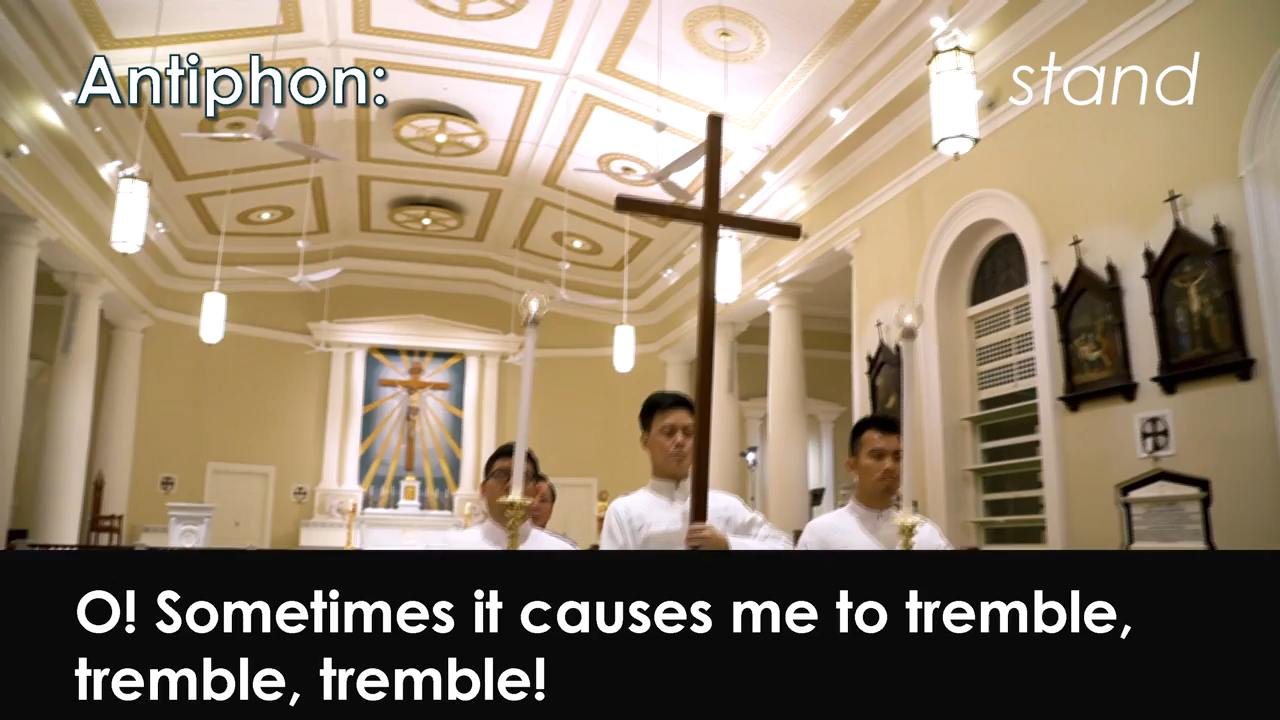 Antiphon:
stand
O! Sometimes it causes me to tremble,
tremble, tremble!